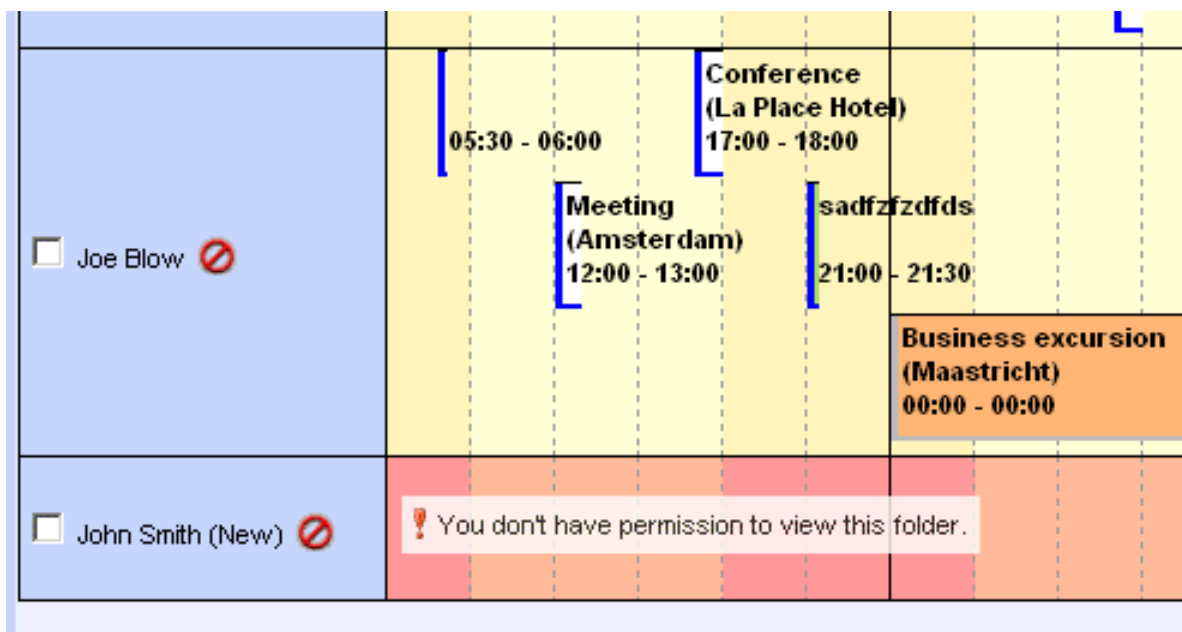 Conference
(La Place Hotel)
05:30 - 06:00
17:00 - 18:00
Meeting
(Amsterdam)
12:00 - 13:00
sadfzfzdfds
21:00 - 21:30
Joe Blow
Business excursion
(Maastricht)
00:00 - 00:00
John Smith (New)
You don't have permission to view this folder.